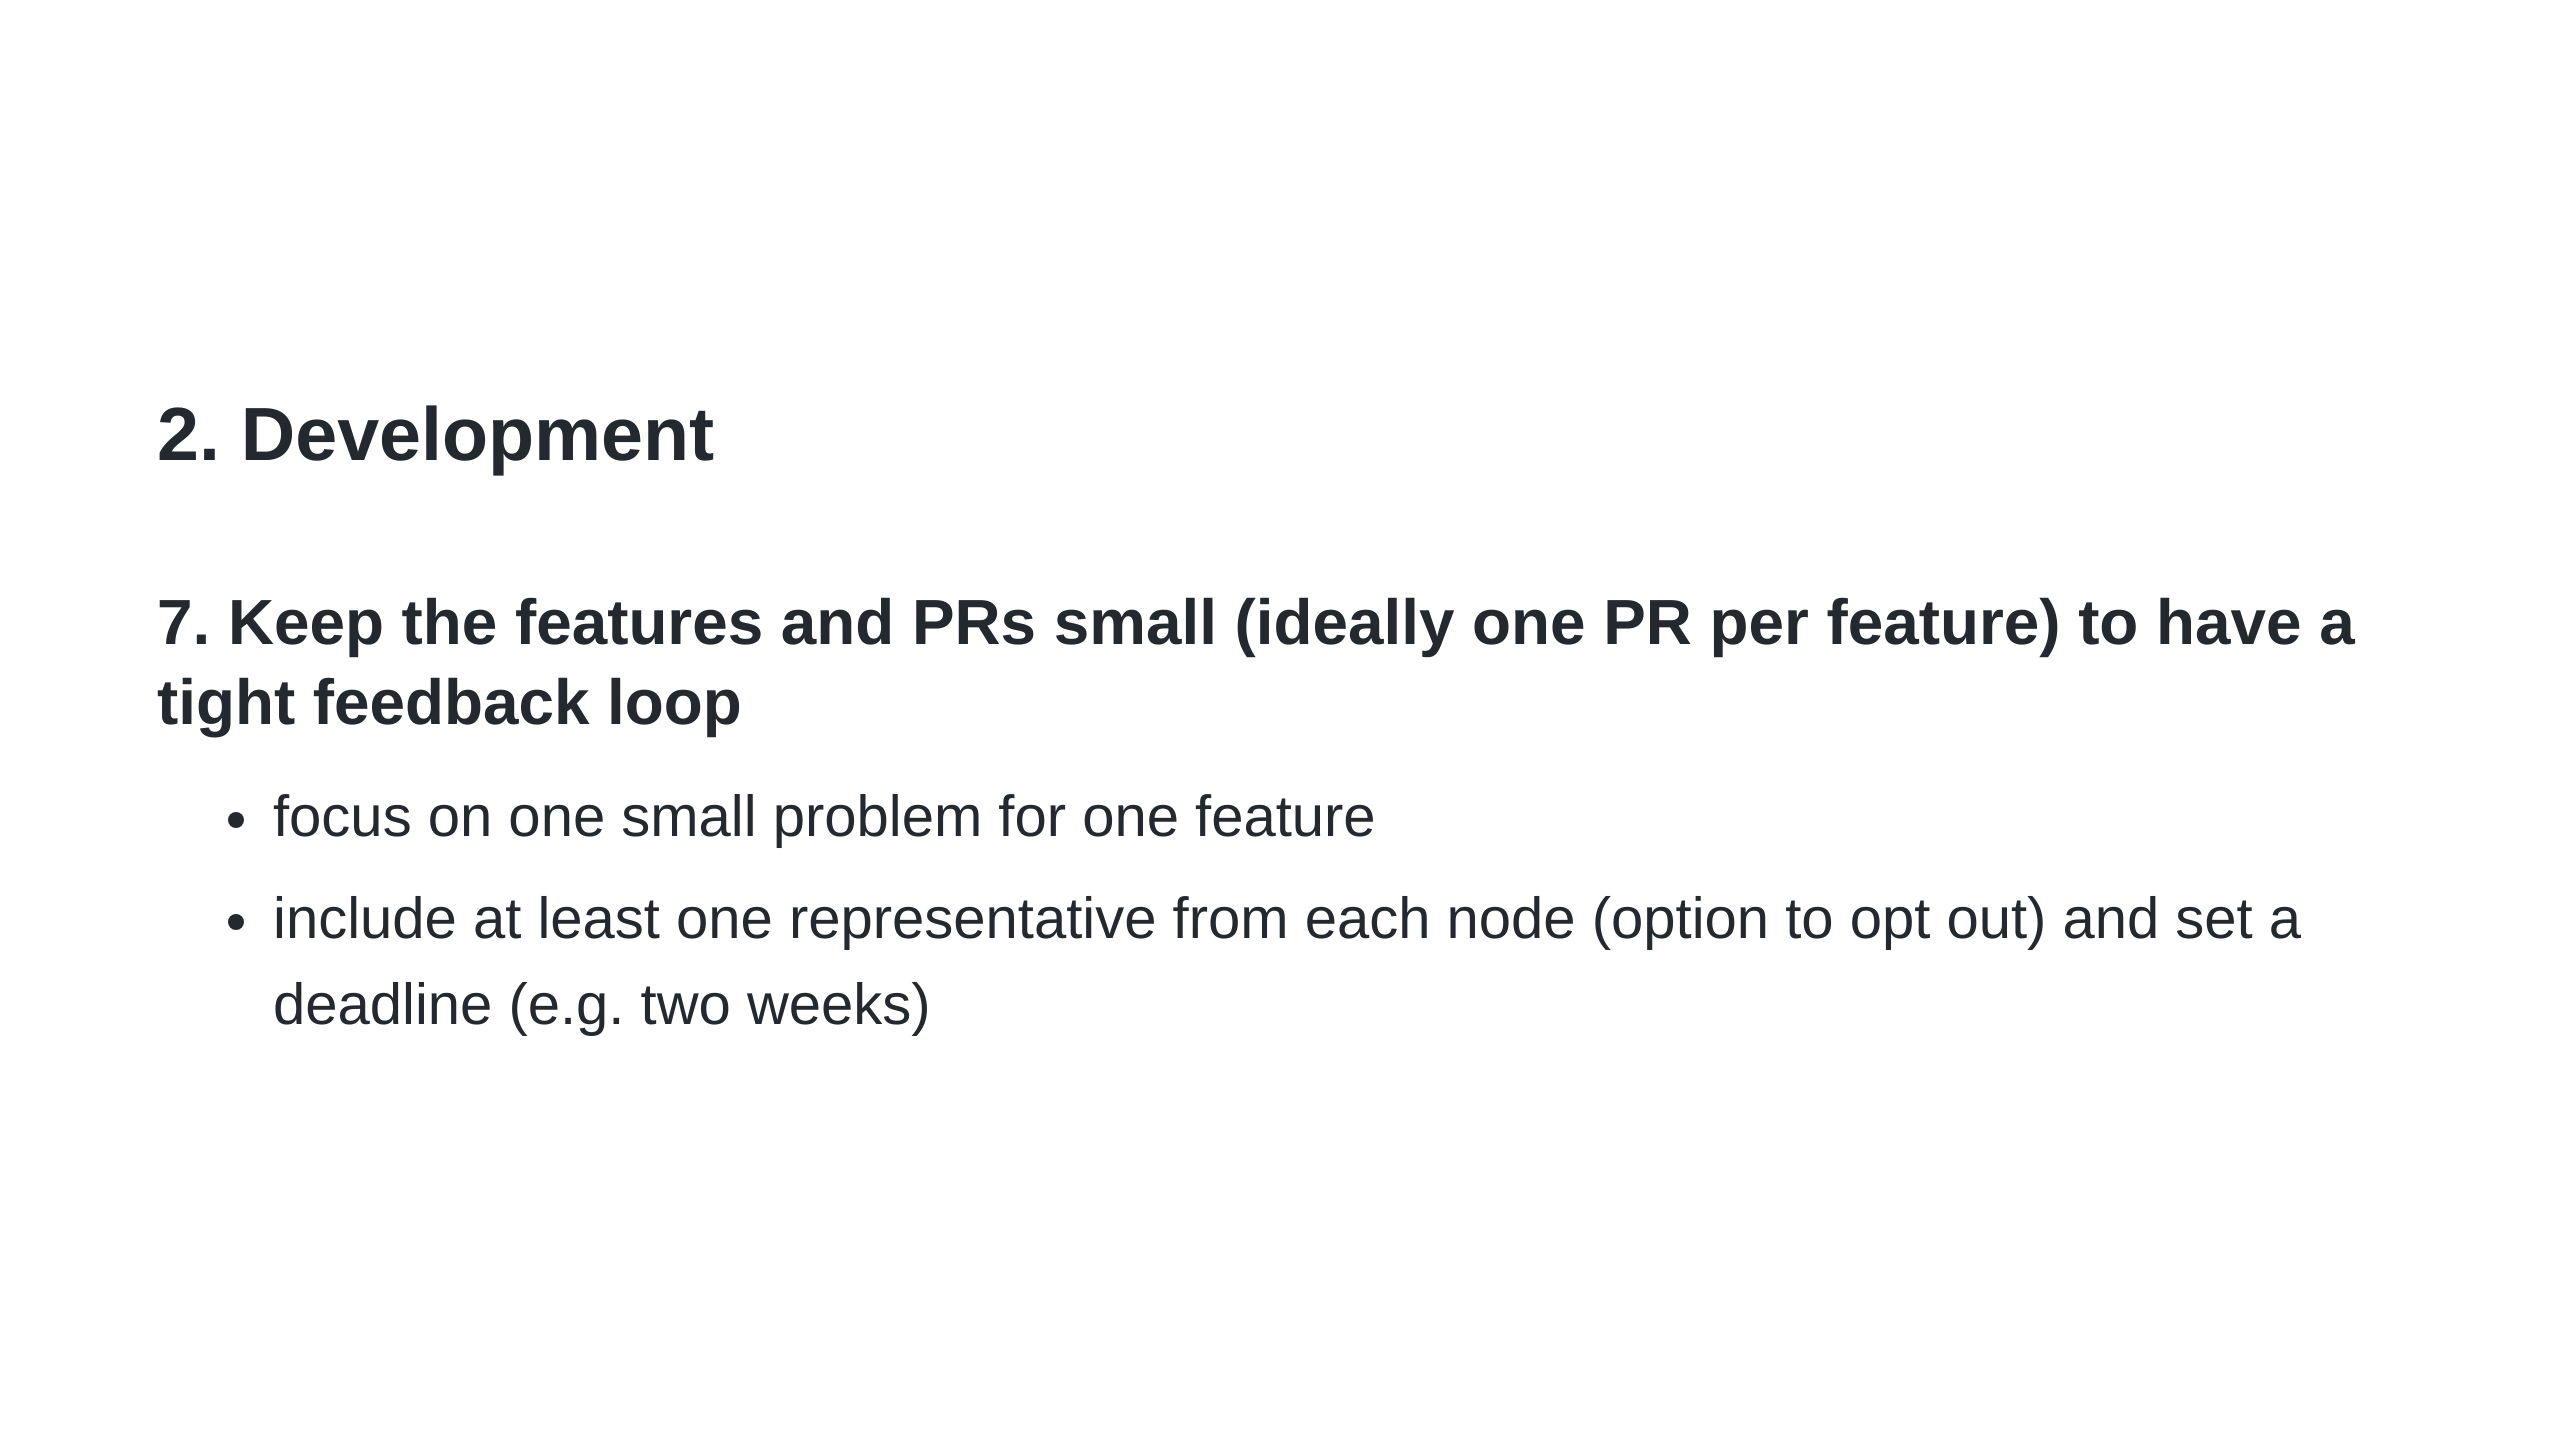 2. Development
7. Keep the features and PRs small (ideally one PR per feature) to have a
tight feedback loop
• focus on one small problem for one feature
• include at least one representative from each node (option to opt out) and set a
deadline (e.g. two weeks)